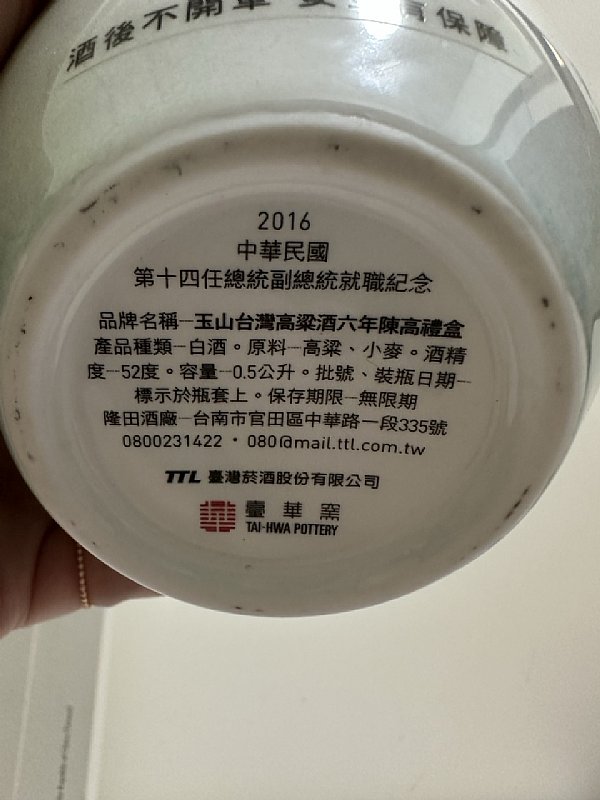 酒後不開車 安全有保障
2016
中華民國
第十四任總統副總統就職紀念
品牌名稱─玉山台灣高粱酒六年陳高禮盒
產品種類─白酒。原料─高粱、小麥。酒精
度─52度。容量─0.5公升。批號、裝瓶日期─
標示於瓶套上。保存期限─無限期
隆田酒廠─台南市官田區中華路一段335號
0800231422・080@mail.ttl.com.tw
TTL 臺灣菸酒股份有限公司
臺華窯
TAI-HWA POTTERY